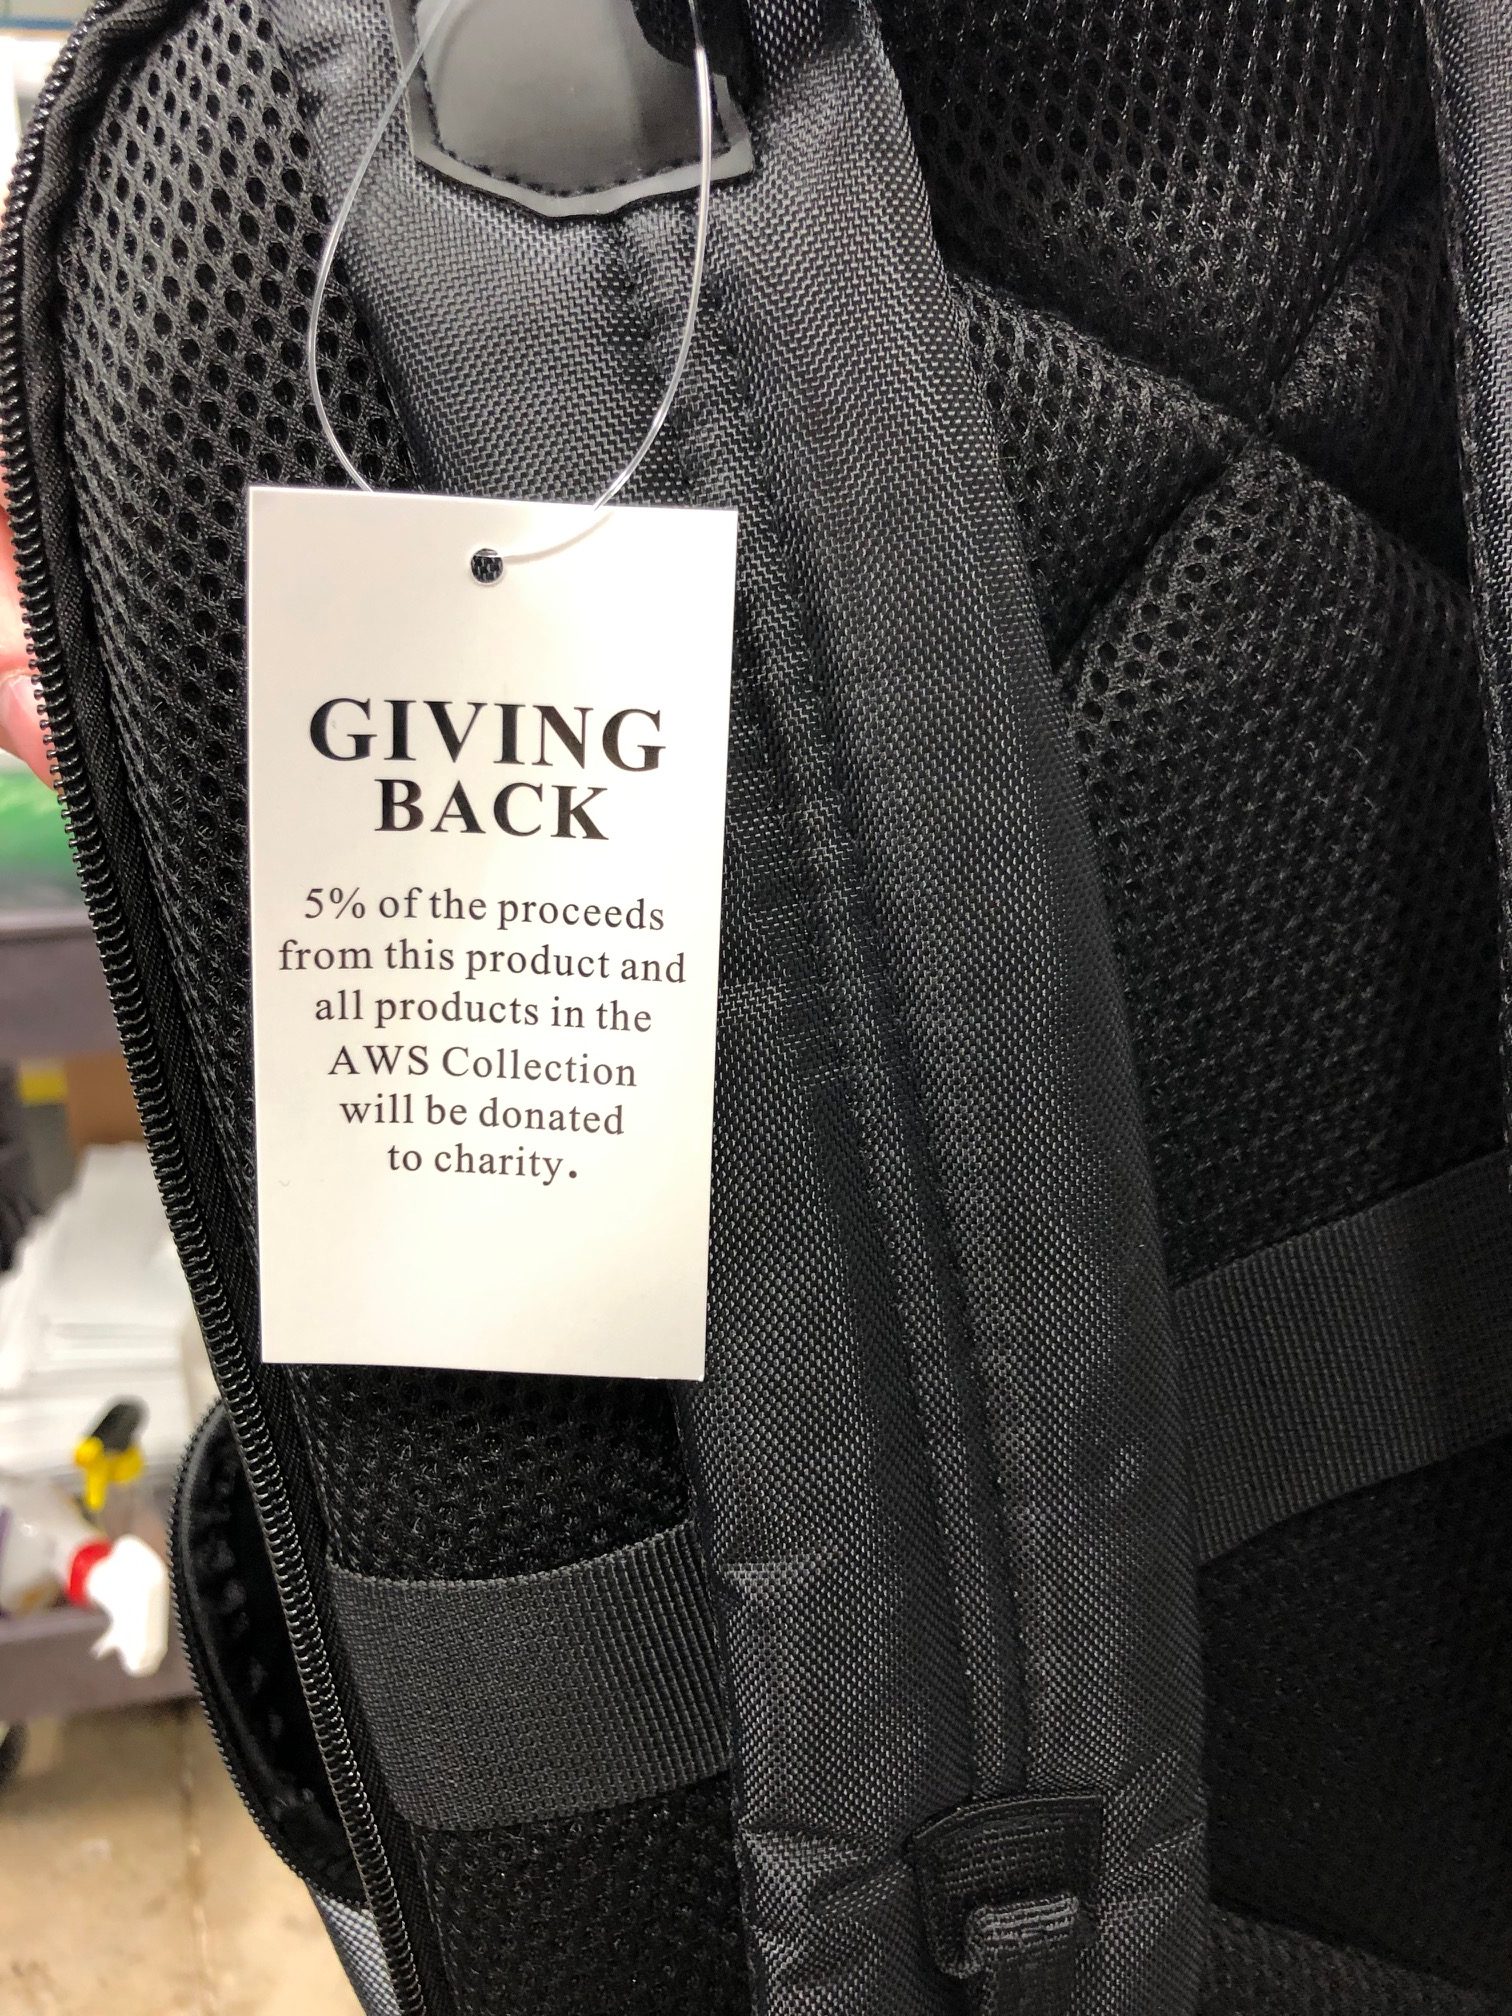 GIVING
BACK
5% of the proceeds
from this product and
all products in the
AWS Collection
will be donated
to charity.